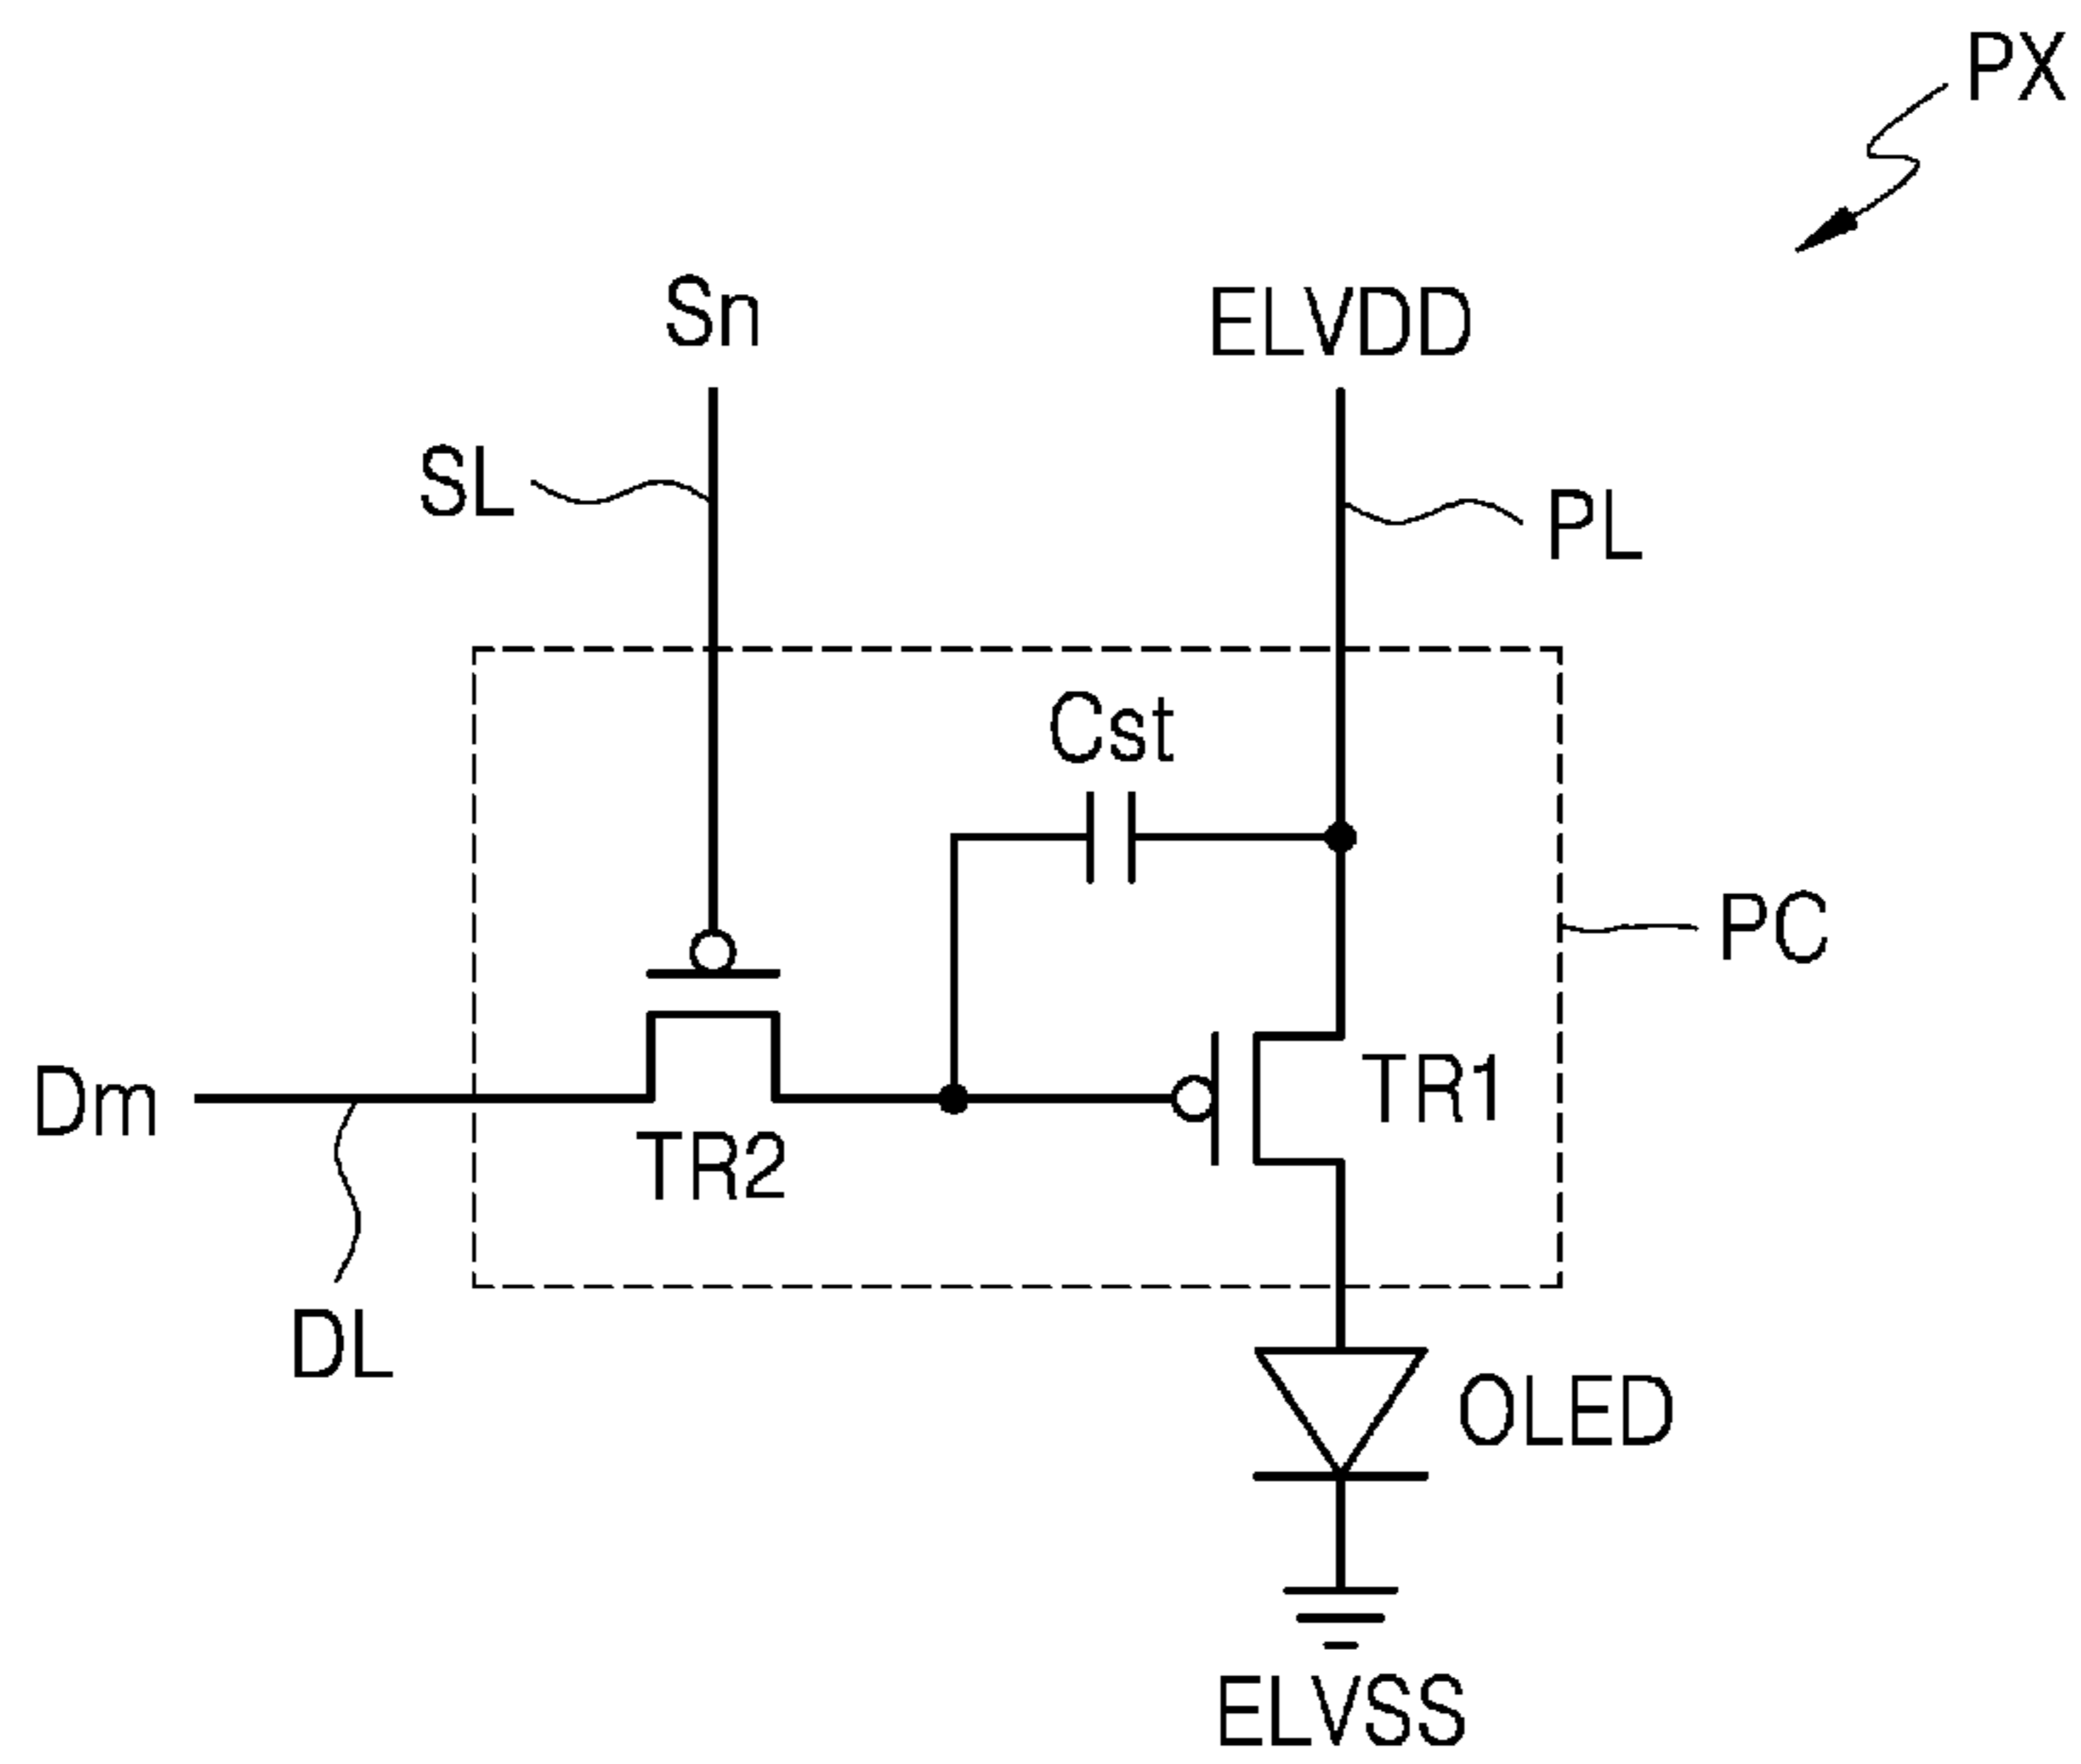 PX
Sn
ELVDD
SL
PL
Cst
PC
Dm
TR1
TR2
DL
OLED
ELVSS